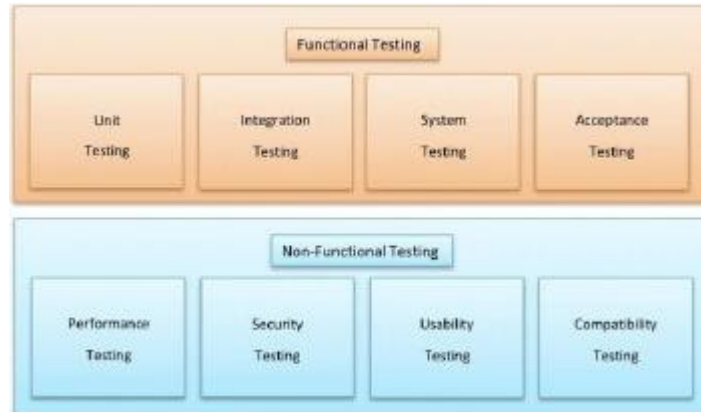 Functional Testing
Unit
Testing
Integration
Testing
System
Testing
Acceptance
Testing
Non-Functional Testing
Performance
Testing
Security
Testing
Usability
Testing
Compatibility
Testing